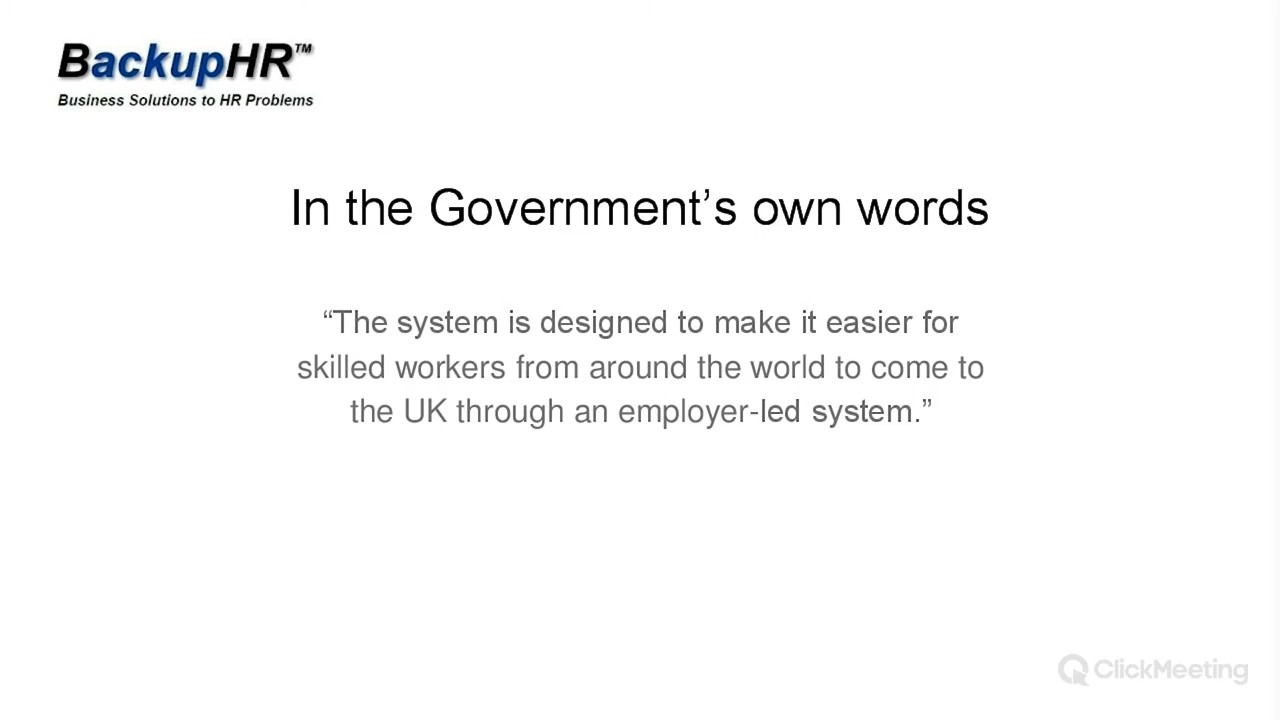 BackupHR™
Business Solutions to HR Problems
In the Government’s own words
“The system is designed to make it easier for
skilled workers from around the world to come to
the UK through an employer-led system.”
ClickMeeting